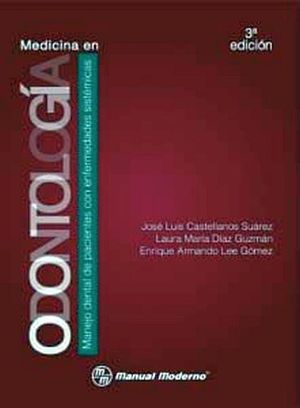 Medicina en
3ª
edición
ODONTOLOGÍA
Manejo dental de pacientes con enfermedades sistémicas
José Luis Castellanos Suárez
Laura María Díaz Guzmán
Enrique Armando Lee Gómez
mm
Manual Moderno®